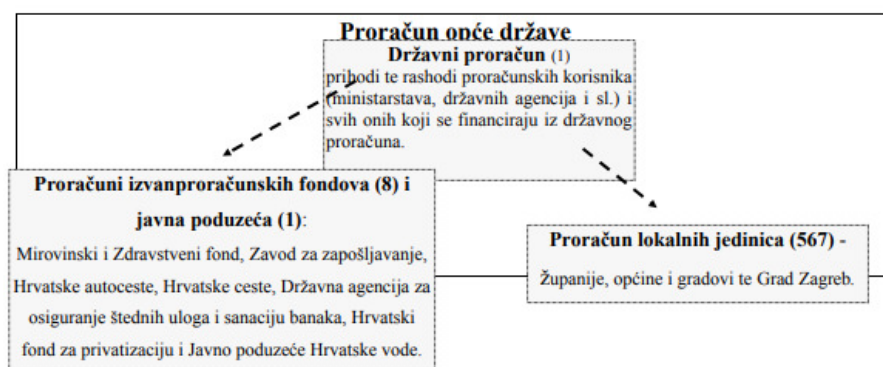 Proračun opće države
Državni proračun (1)
prihodi te rashodi proračunskih korisnika
(ministarstava, državnih agencija i sl.) i
svih onih koji se financiraju iz državnog
proračuna.
Proračuni izvanproračunskih fondova (8) i
javna poduzeća (1):
Mirovinski i Zdravstveni fond, Zavod za zapošljavanje,
Hrvatske autoceste, Hrvatske ceste, Državna agencija za
osiguranje štednih uloga i sanaciju banaka, Hrvatski
fond za privatizaciju i Javno poduzeće Hrvatske vode.
Proračun lokalnih jedinica (567) -
Županije, općine i gradovi te Grad Zagreb.